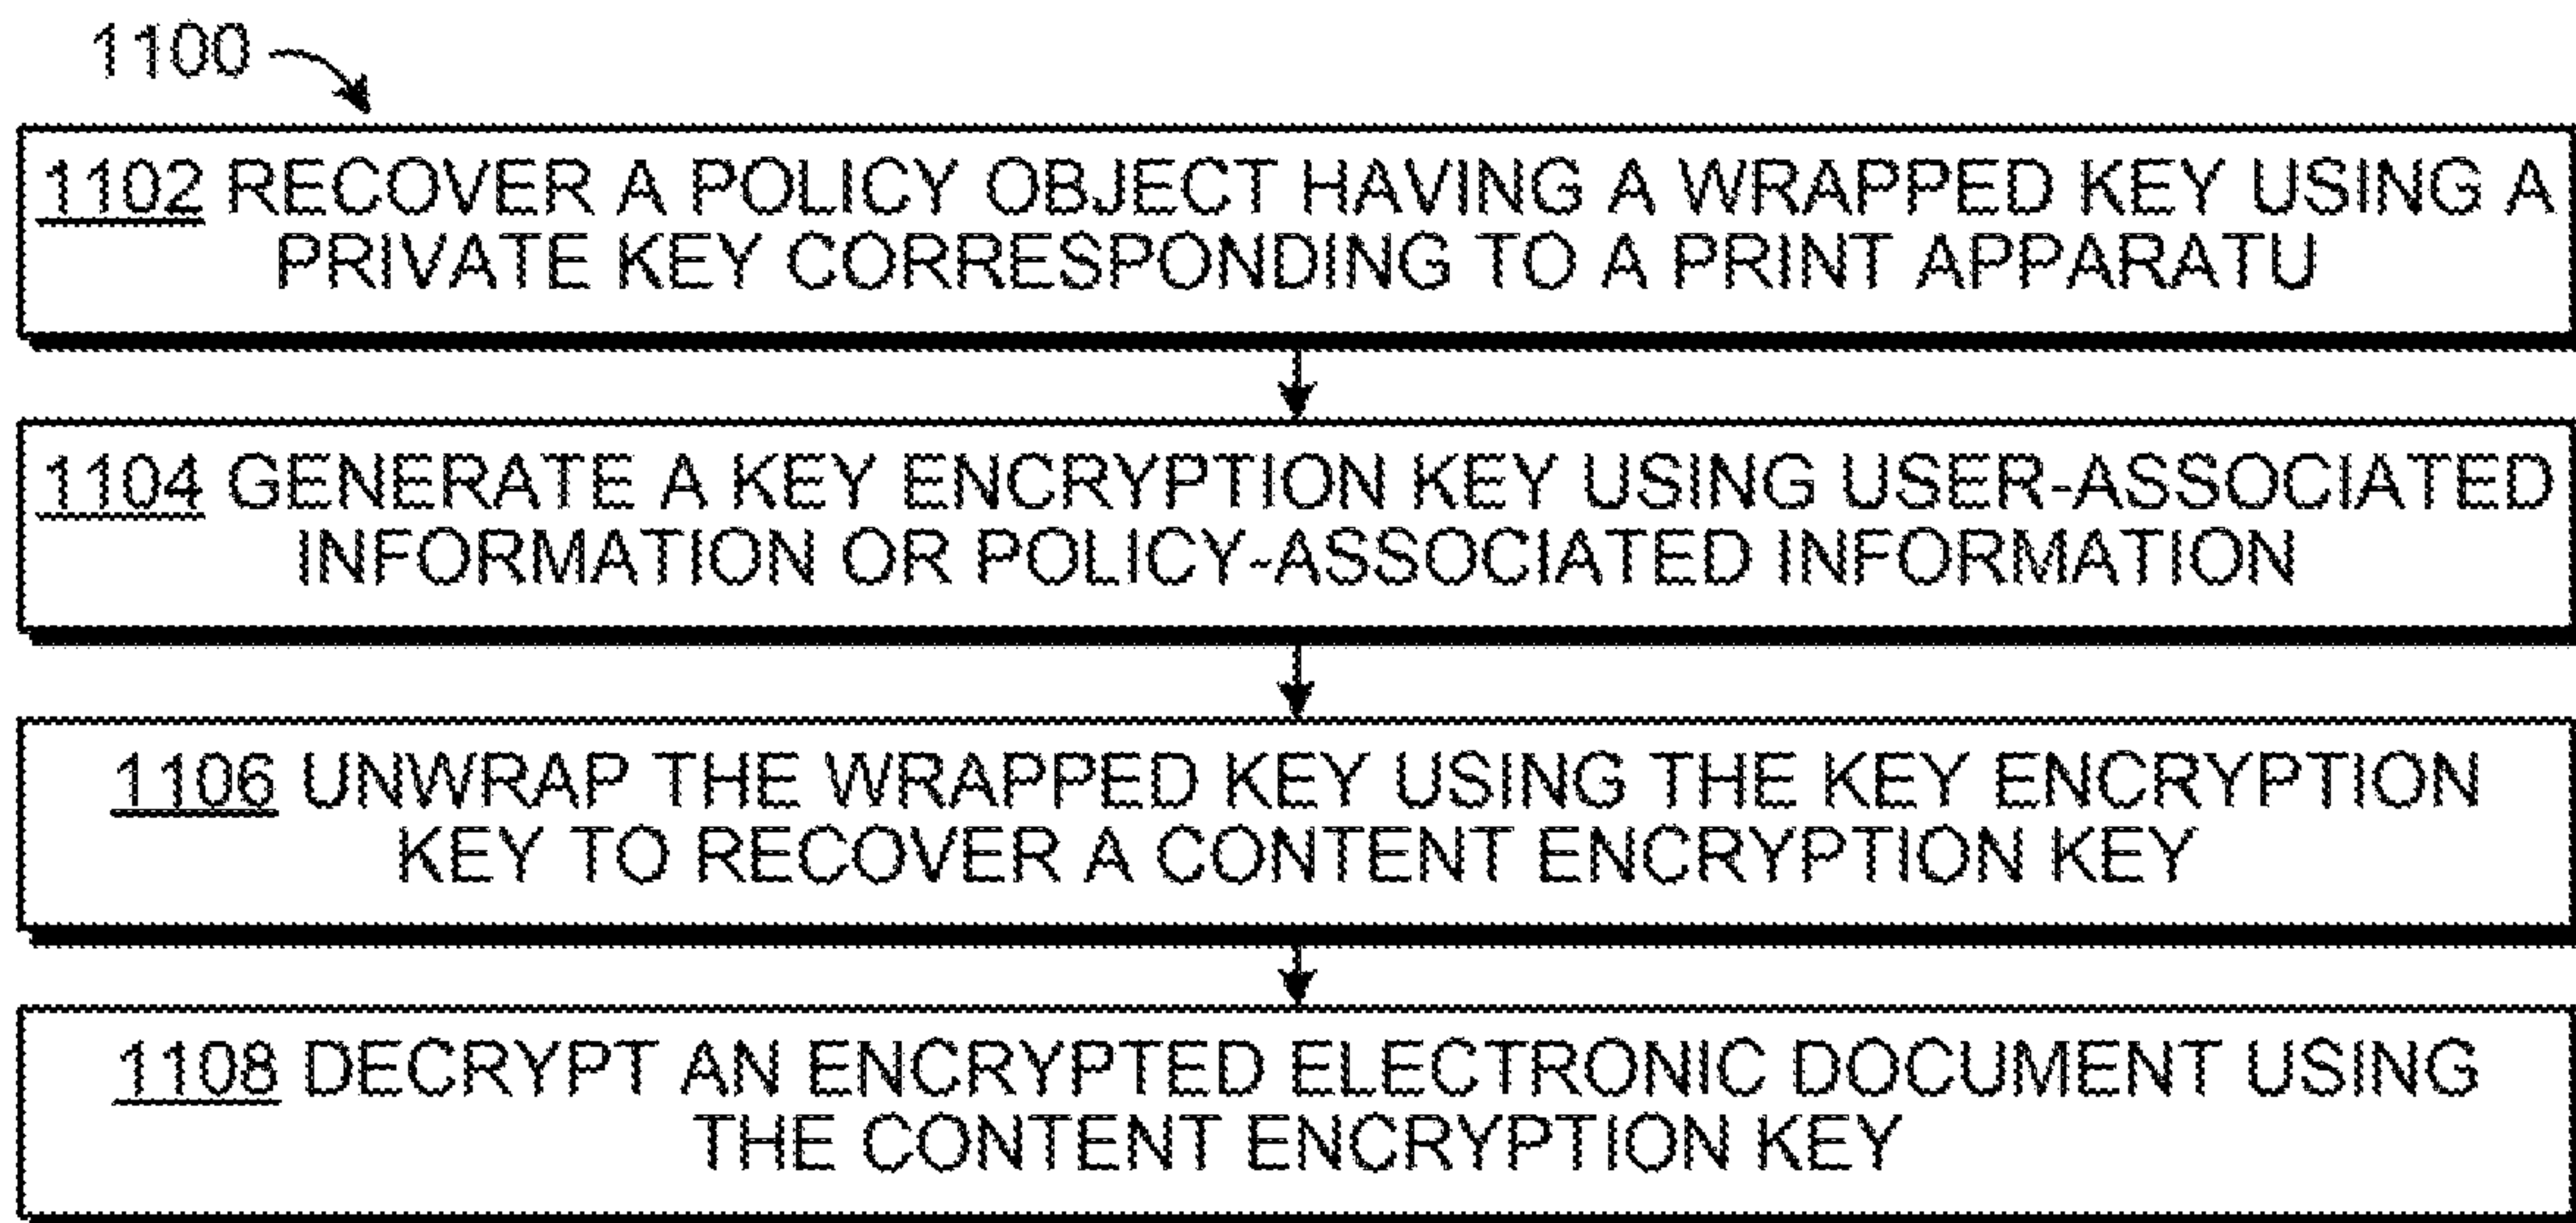 1100
1102 RECOVER A POLICY OBJECT HAVING A WRAPPED KEY USING A
PRIVATE KEY CORRESPONDING TO A PRINT APPARATU
1104 GENERATE A KEY ENCRYPTION KEY USING USER-ASSOCIATED
INFORMATION OR POLICY-ASSOCIATED INFORMATION
1106 UNWRAP THE WRAPPED KEY USING THE KEY ENCRYPTION
KEY TO RECOVER A CONTENT ENCRYPTION KEY
1108 DECRYPT AN ENCRYPTED ELECTRONIC DOCUMENT USING
THE CONTENT ENCRYPTION KEY